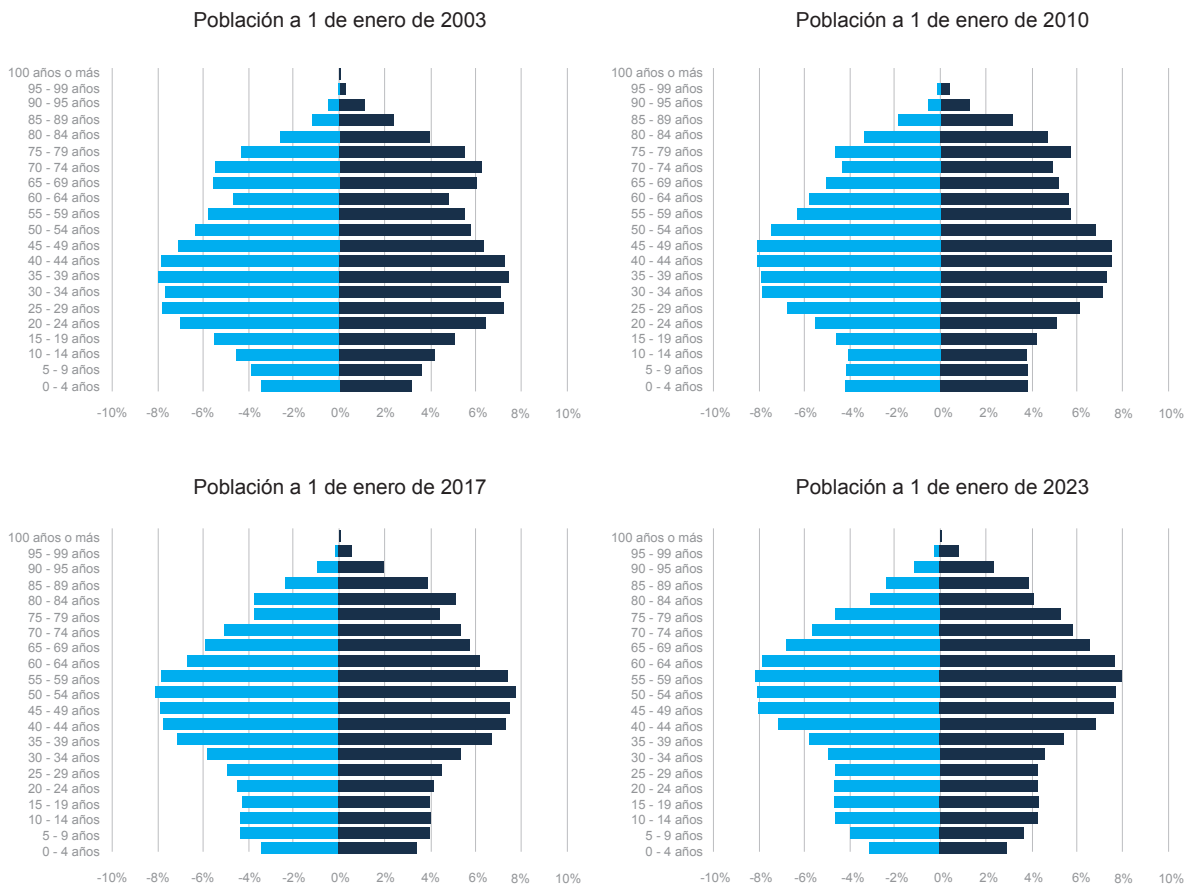 Población a 1 de enero de 2003
100 años o más
95 - 99 años
90 - 95 años
85 - 89 años
80 - 84 años
75 - 79 años
70 - 74 años
65 - 69 años
60 - 64 años
55 - 59 años
50 - 54 años
45 - 49 años
40 - 44 años
35 - 39 años
30 - 34 años
25 - 29 años
20 - 24 años
15 - 19 años
10 - 14 años
5 - 9 años
0 - 4 años
-10% -8% -6% -4% -2% 0% 2% 4% 6% 8% 10%
Población a 1 de enero de 2010
100 años o más
95 - 99 años
90 - 95 años
85 - 89 años
80 - 84 años
75 - 79 años
70 - 74 años
65 - 69 años
60 - 64 años
55 - 59 años
50 - 54 años
45 - 49 años
40 - 44 años
35 - 39 años
30 - 34 años
25 - 29 años
20 - 24 años
15 - 19 años
10 - 14 años
5 - 9 años
0 - 4 años
-10% -8% -6% -4% -2% 0% 2% 4% 6% 8% 10%
Población a 1 de enero de 2017
100 años o más
95 - 99 años
90 - 95 años
85 - 89 años
80 - 84 años
75 - 79 años
70 - 74 años
65 - 69 años
60 - 64 años
55 - 59 años
50 - 54 años
45 - 49 años
40 - 44 años
35 - 39 años
30 - 34 años
25 - 29 años
20 - 24 años
15 - 19 años
10 - 14 años
5 - 9 años
0 - 4 años
-10% -8% -6% -4% -2% 0% 2% 4% 6% 8% 10%
Población a 1 de enero de 2023
100 años o más
95 - 99 años
90 - 95 años
85 - 89 años
80 - 84 años
75 - 79 años
70 - 74 años
65 - 69 años
60 - 64 años
55 - 59 años
50 - 54 años
45 - 49 años
40 - 44 años
35 - 39 años
30 - 34 años
25 - 29 años
20 - 24 años
15 - 19 años
10 - 14 años
5 - 9 años
0 - 4 años
-10% -8% -6% -4% -2% 0% 2% 4% 6% 8% 10%